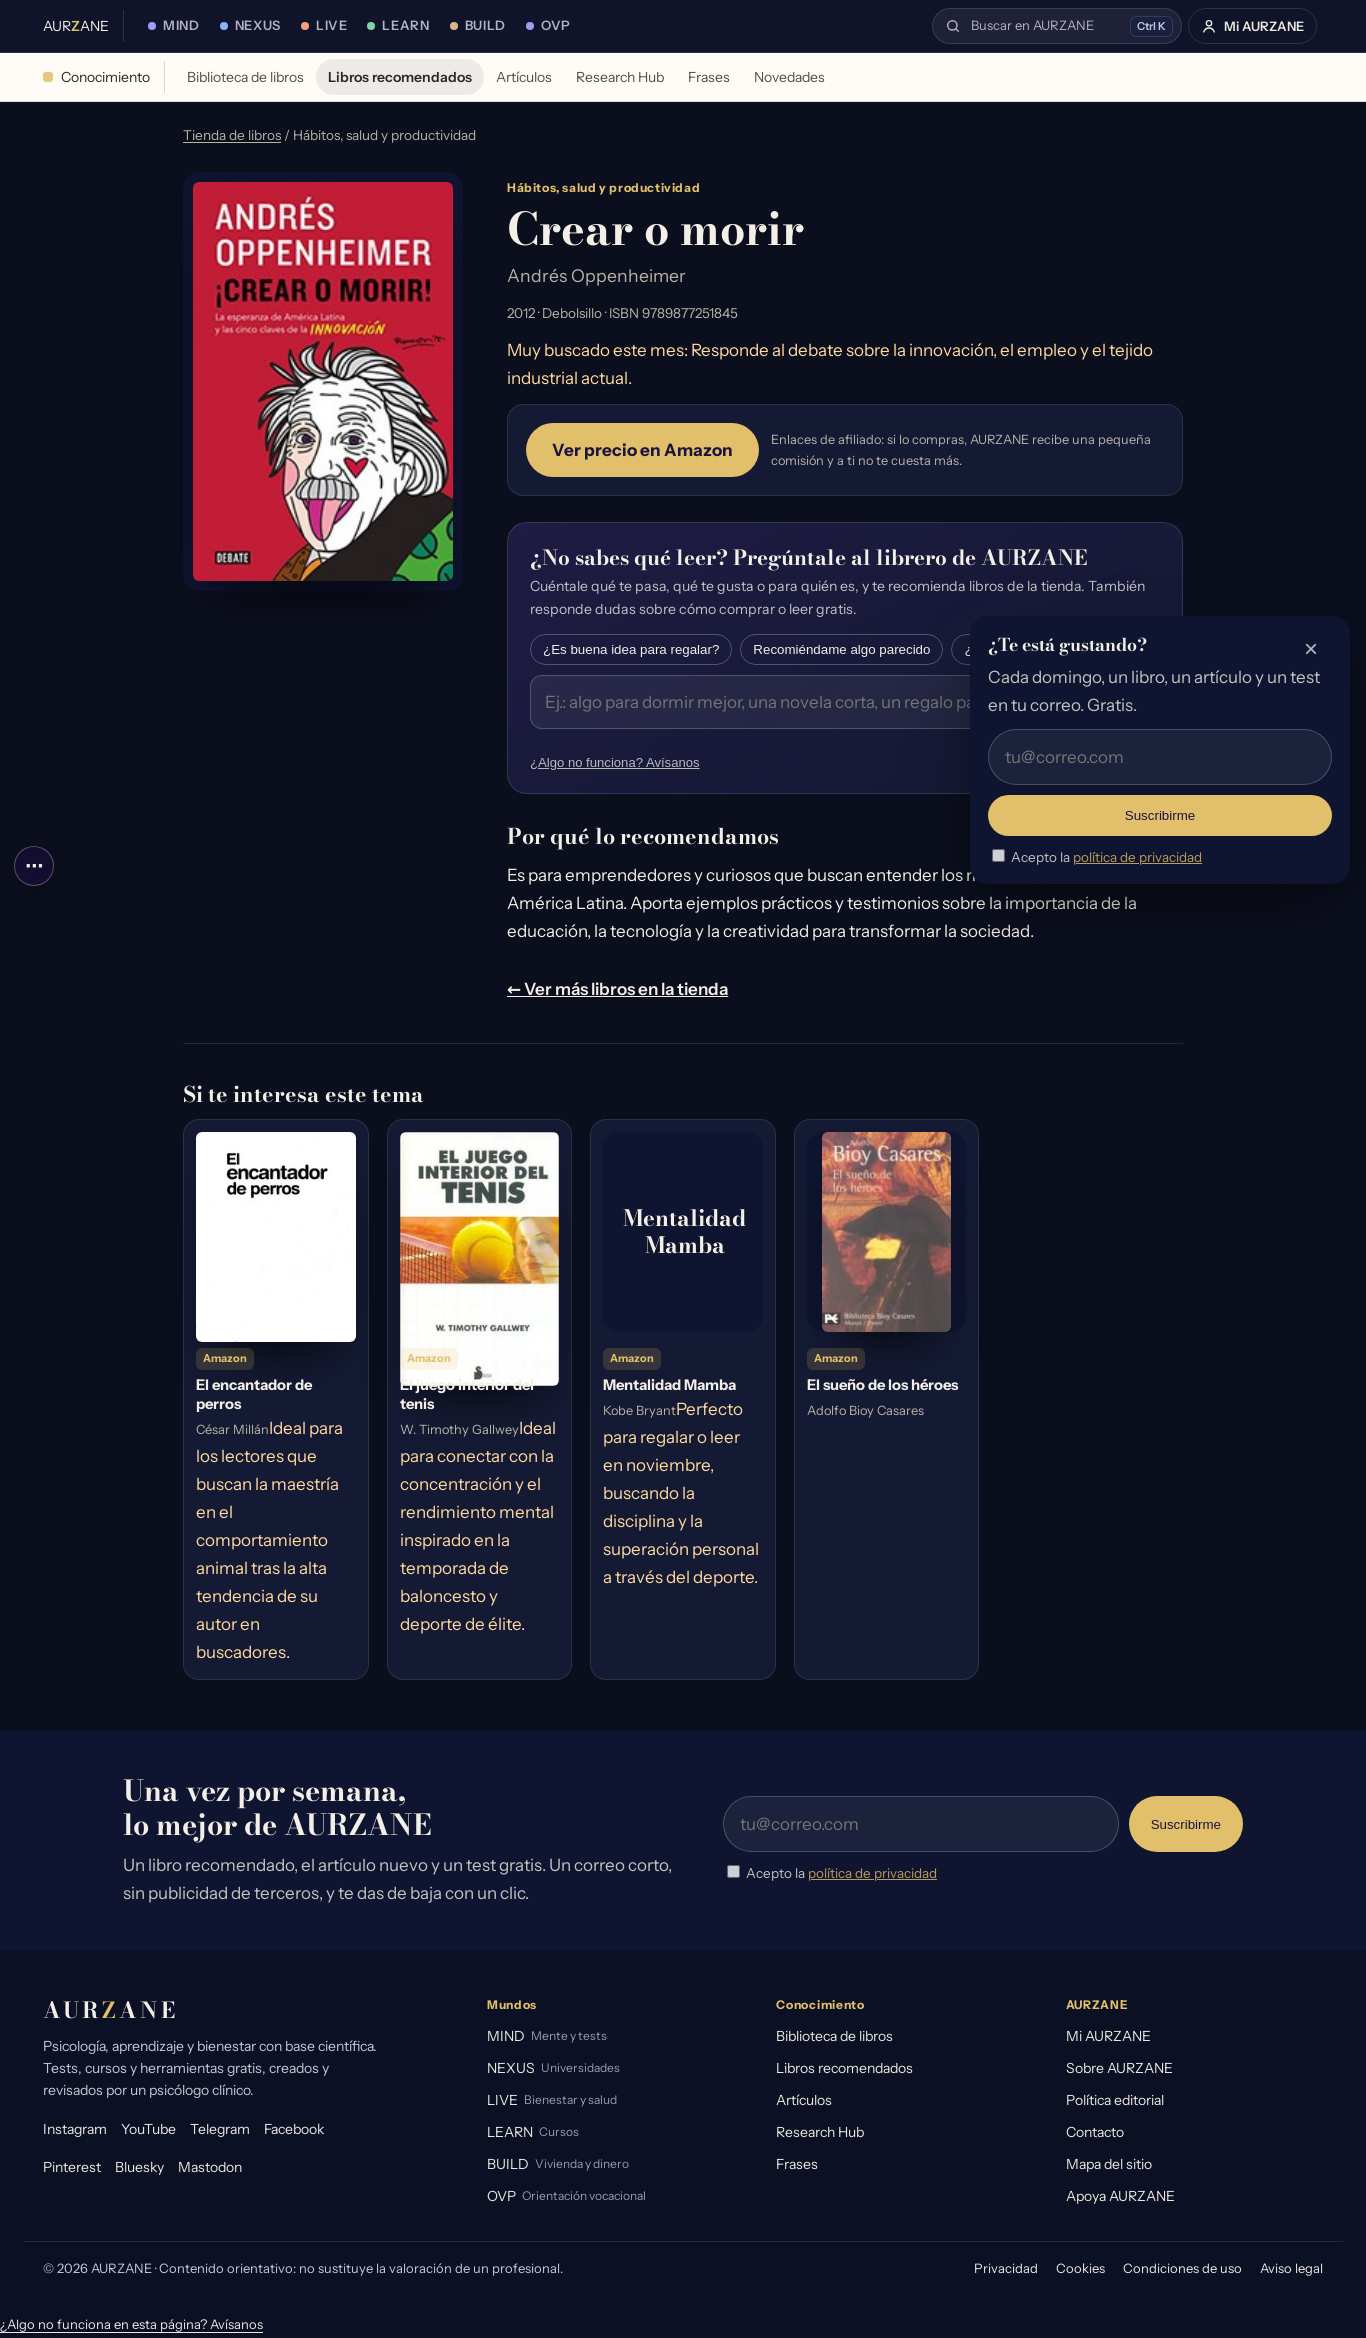 AURZANE
MIND
NEXUS
LIVE
LEARN
BUILD
OVP
Buscar en AURZANE
Ctrl K
Mi AURZANE
Conocimiento
Biblioteca de libros
Libros recomendados
Artículos
Research Hub
Frases
Novedades
Tienda de libros / Hábitos, salud y productividad
ANDRÉS
OPPENHEIMER
¡CREAR O MORIR!
La esperanza de América Latina
y las cinco claves de la INNOVACIÓN
DEBATE
Hábitos, salud y productividad
Crear o morir
Andrés Oppenheimer
2012 · Debolsillo · ISBN 9789877251845
Muy buscado este mes: Responde al debate sobre la innovación, el empleo y el tejido
industrial actual.
Ver precio en Amazon
Enlaces de afiliado: si lo compras, AURZANE recibe una pequeña
comisión y a ti no te cuesta más.
¿No sabes qué leer? Pregúntale al librero de AURZANE
Cuéntale qué te pasa, qué te gusta o para quién es, y te recomienda libros de la tienda. También
responde dudas sobre cómo comprar o leer gratis.
¿Es buena idea para regalar?
Recomiéndame algo parecido
¿
Ej.: algo para dormir mejor, una novela corta, un regalo pa
¿Algo no funciona? Avísanos
¿Te está gustando?
×
Cada domingo, un libro, un artículo y un test
en tu correo. Gratis.
tu@correo.com
Suscribirme
Acepto la política de privacidad
Por qué lo recomendamos
Es para emprendedores y curiosos que buscan entender los
América Latina. Aporta ejemplos prácticos y testimonios sobre la importancia de la
educación, la tecnología y la creatividad para transformar la sociedad.
← Ver más libros en la tienda
Si te interesa este tema
El
encantador
de perros
Amazon
El encantador de
perros
César MillánIdeal para
los lectores que
buscan la maestría
en el
comportamiento
animal tras la alta
tendencia de su
autor en
buscadores.
EL JUEGO
INTERIOR DEL
TENIS
W. TIMOTHY GALLWEY
Amazon
El juego interior del
tenis
W. Timothy GallweyIdeal
para conectar con la
concentración y el
rendimiento mental
inspirado en la
temporada de
baloncesto y
deporte de élite.
Mentalidad
Mamba
Amazon
Mentalidad Mamba
Kobe BryantPerfecto
para regalar o leer
en noviembre,
buscando la
disciplina y la
superación personal
a través del deporte.
Adolfo
Bioy Casares
El sueño de
los héroes
Biblioteca Bioy Casares
Amazon
El sueño de los héroes
Adolfo Bioy Casares
Una vez por semana,
lo mejor de AURZANE
Un libro recomendado, el artículo nuevo y un test gratis. Un correo corto,
sin publicidad de terceros, y te das de baja con un clic.
tu@correo.com
Suscribirme
Acepto la política de privacidad
AURZANE
Psicología, aprendizaje y bienestar con base científica.
Tests, cursos y herramientas gratis, creados y
revisados por un psicólogo clínico.
Instagram YouTube Telegram Facebook
Pinterest Bluesky Mastodon
Mundos
MIND Mente y tests
NEXUS Universidades
LIVE Bienestar y salud
LEARN Cursos
BUILD Vivienda y dinero
OVP Orientación vocacional
Conocimiento
Biblioteca de libros
Libros recomendados
Artículos
Research Hub
Frases
AURZANE
Mi AURZANE
Sobre AURZANE
Política editorial
Contacto
Mapa del sitio
Apoya AURZANE
© 2026 AURZANE · Contenido orientativo: no sustituye la valoración de un profesional.
Privacidad Cookies Condiciones de uso Aviso legal
¿Algo no funciona en esta página? Avísanos